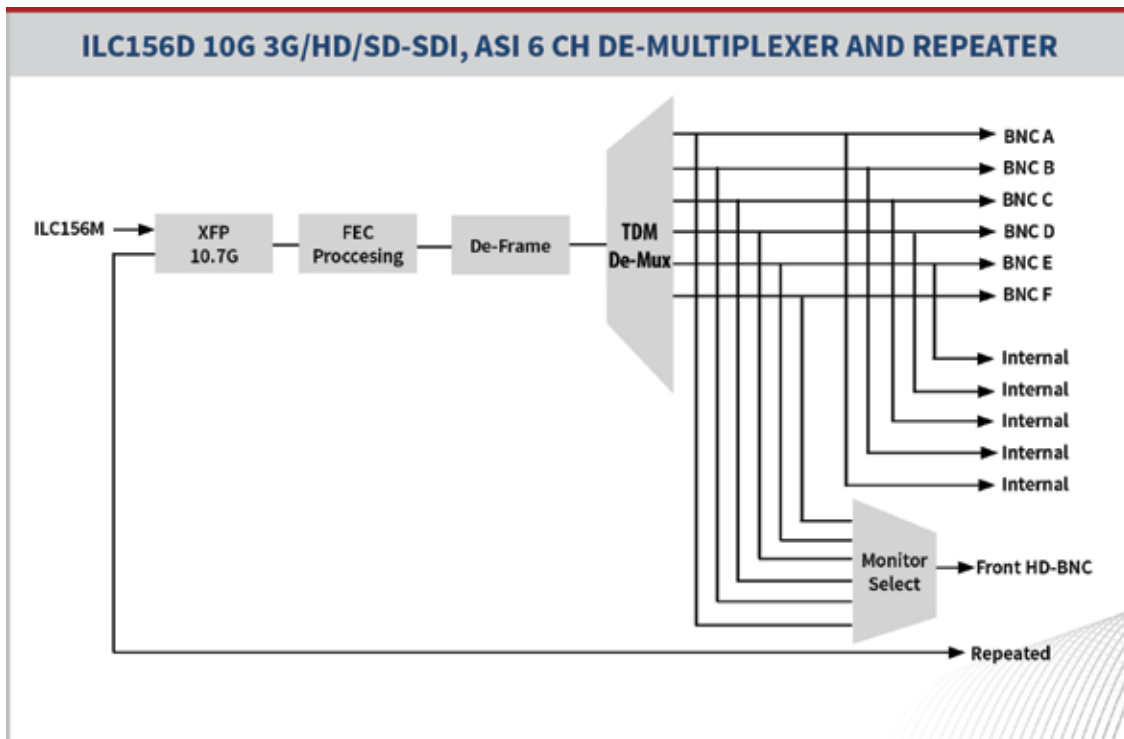 ILC156D 10G 3G/HD/SD-SDI, ASI 6 CH DE-MULTIPLEXER AND REPEATER
ILC156M
XFP
10.7G
FEC
Proccesing
De-Frame
TDM
De-Mux
BNC A
BNC B
BNC C
BNC D
BNC E
BNC F
Internal
Internal
Internal
Internal
Internal
Monitor
Select
Front HD-BNC
Repeated